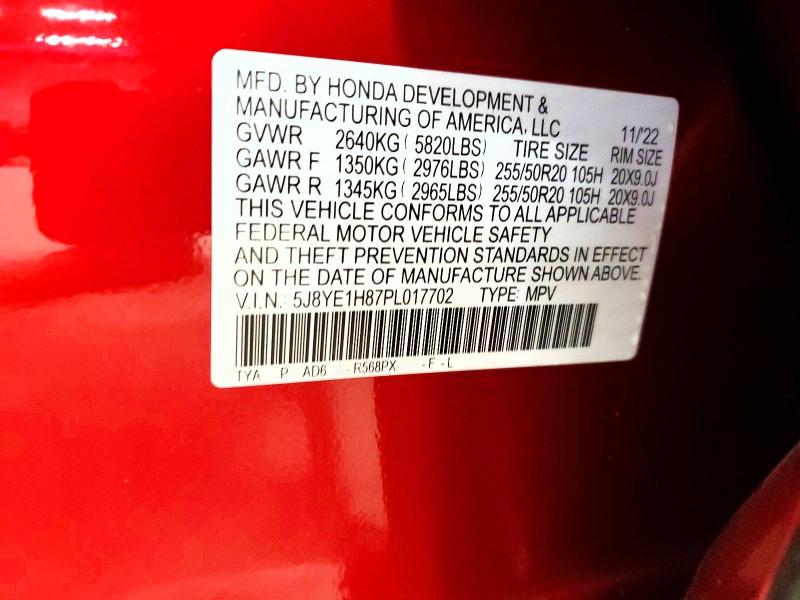 MFD. BY HONDA DEVELOPMENT &
MANUFACTURING OF AMERICA, LLC 11/'22
GVWR 2640KG ( 5820LBS) TIRE SIZE RIM SIZE
GAWR F 1350KG ( 2976LBS) 255/50R20 105H 20X9.0J
GAWR R 1345KG ( 2965LBS) 255/50R20 105H 20X9.0J
THIS VEHICLE CONFORMS TO ALL APPLICABLE
FEDERAL MOTOR VEHICLE SAFETY
AND THEFT PREVENTION STANDARDS IN EFFECT
ON THE DATE OF MANUFACTURE SHOWN ABOVE.
V.I.N.: 5J8YE1H87PL017702 TYPE: MPV
TYA P AD6 - R568PX - F - L